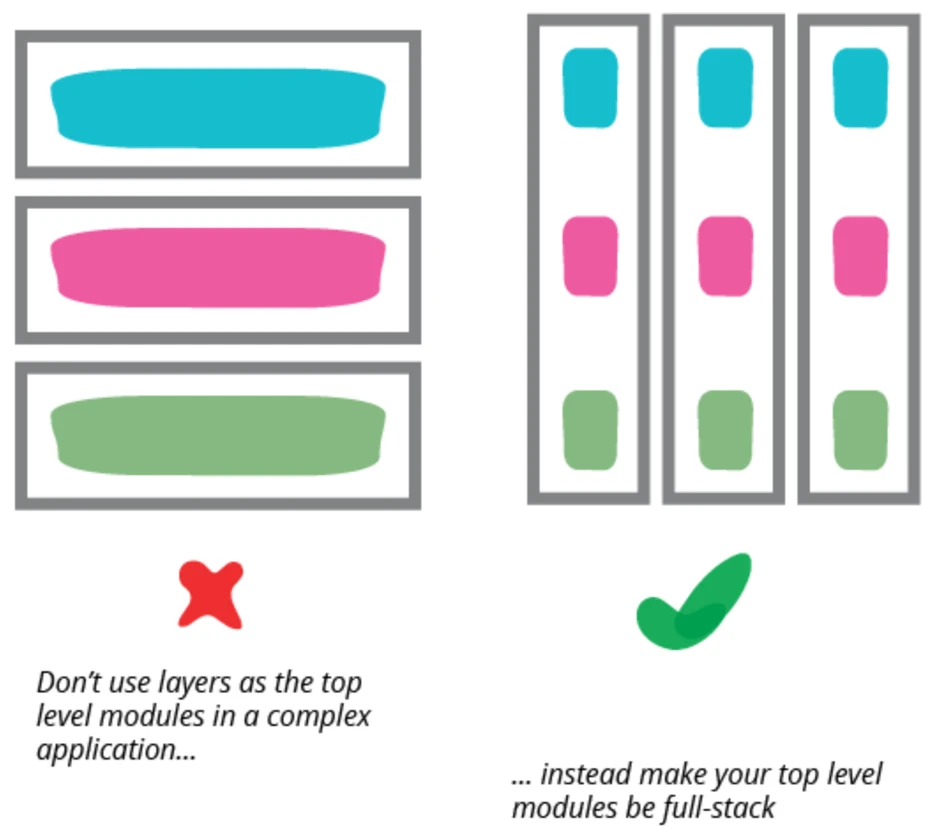 Don't use layers as the top
level modules in a complex
application...
... instead make your top level
modules be full-stack